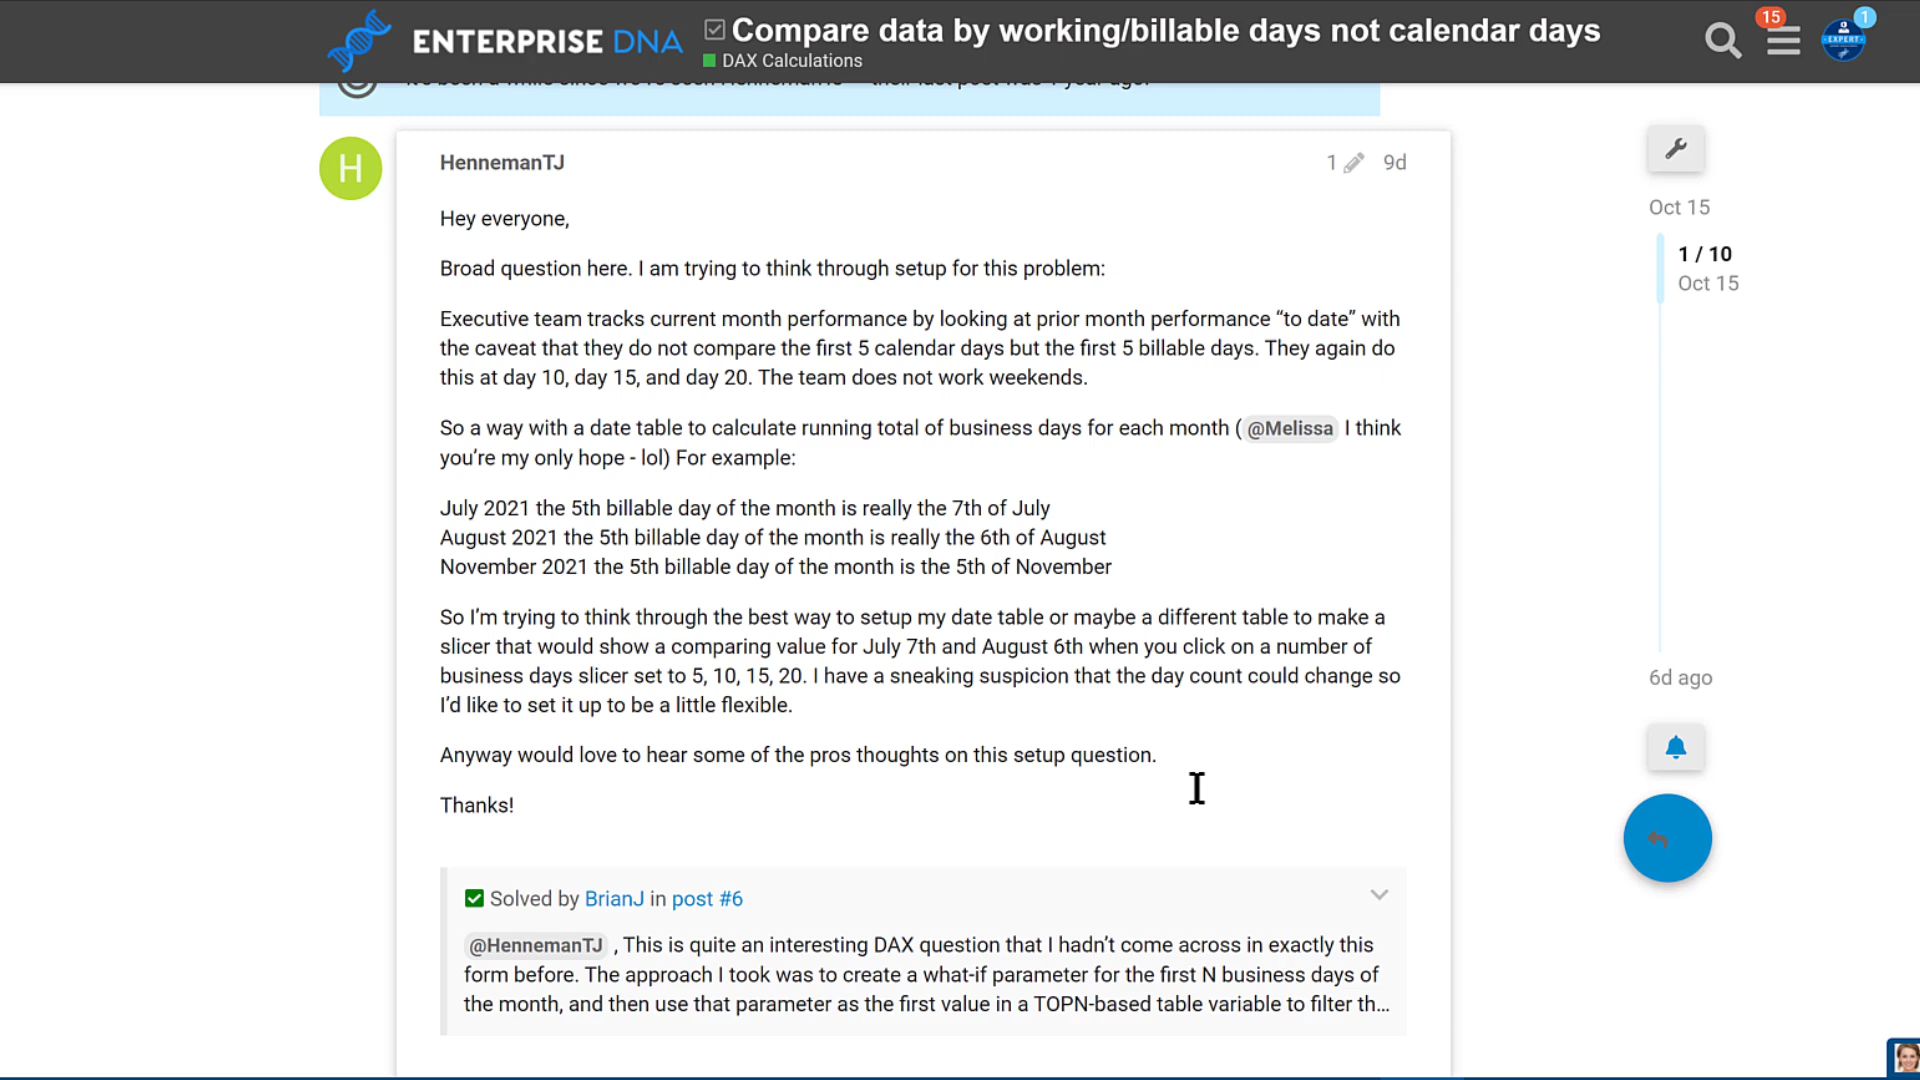 ENTERPRISE DNA
Compare data by working/billable days not calendar days
DAX Calculations
15
1
EXPERT
H
HennemanTJ
1
9d
Hey everyone,
Broad question here. I am trying to think through setup for this problem:
Executive team tracks current month performance by looking at prior month performance “to date” with
the caveat that they do not compare the first 5 calendar days but the first 5 billable days. They again do
this at day 10, day 15, and day 20. The team does not work weekends.
So a way with a date table to calculate running total of business days for each month ( @Melissa I think
you’re my only hope - lol) For example:
July 2021 the 5th billable day of the month is really the 7th of July
August 2021 the 5th billable day of the month is really the 6th of August
November 2021 the 5th billable day of the month is the 5th of November
So I’m trying to think through the best way to setup my date table or maybe a different table to make a
slicer that would show a comparing value for July 7th and August 6th when you click on a number of
business days slicer set to 5, 10, 15, 20. I have a sneaking suspicion that the day count could change so
I’d like to set it up to be a little flexible.
Anyway would love to hear some of the pros thoughts on this setup question.
Thanks!
Solved by BrianJ in post #6
@HennemanTJ , This is quite an interesting DAX question that I hadn’t come across in exactly this
form before. The approach I took was to create a what-if parameter for the first N business days of
the month, and then use that parameter as the first value in a TOPN-based table variable to filter th...
Oct 15
1 / 10
Oct 15
6d ago